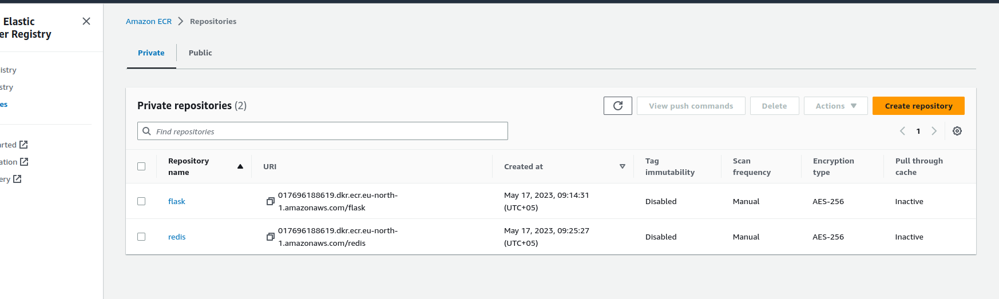 Elastic
er Registry
istry
stry
es
arted
ation
ery
Amazon ECR
Repositories
Private
Public
Private repositories (2)
View push commands
Delete
Actions
Create repository
Find repositories
1
Repository
name
URI
Created at
Tag
immutability
Scan
frequency
Encryption
type
Pull through
cache
flask
017696188619.dkr.ecr.eu-north-
1.amazonaws.com/flask
May 17, 2023, 09:14:31
(UTC+05)
Disabled
Manual
AES-256
Inactive
redis
017696188619.dkr.ecr.eu-north-
1.amazonaws.com/redis
May 17, 2023, 09:25:27
(UTC+05)
Disabled
Manual
AES-256
Inactive